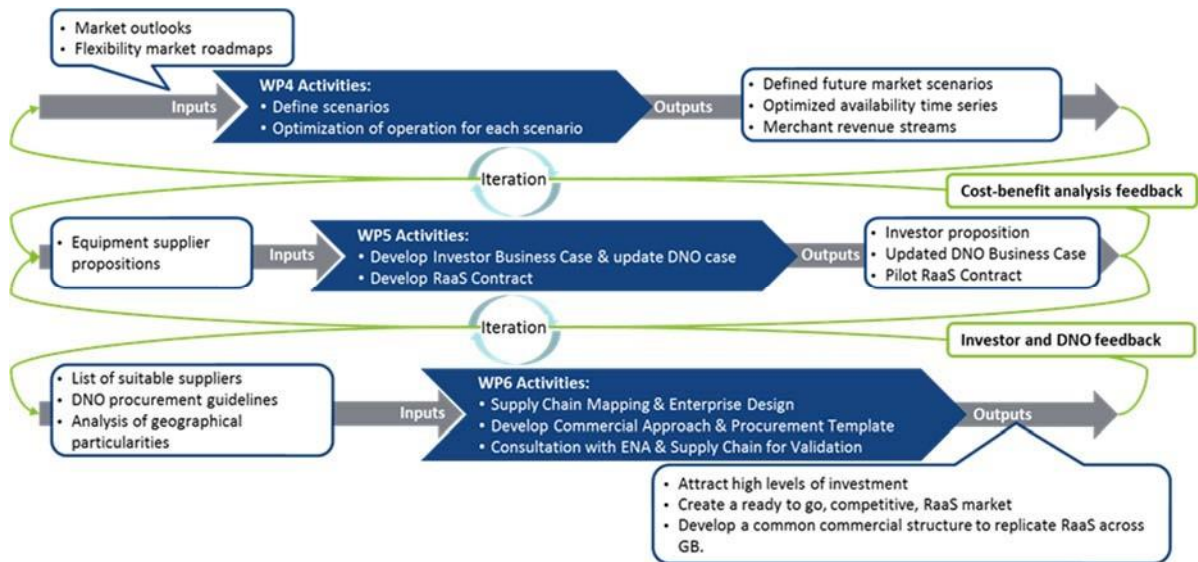 • Market outlooks
• Flexibility market roadmaps
Inputs
WP4 Activities:
• Define scenarios
• Optimization of operation for each scenario
Outputs
• Defined future market scenarios
• Optimized availability time series
• Merchant revenue streams
Iteration
Cost-benefit analysis feedback
• Equipment supplier
propositions
Inputs
WP5 Activities:
• Develop Investor Business Case & update DNO case
• Develop RaaS Contract
Outputs
• Investor proposition
• Updated DNO Business Case
• Pilot RaaS Contract
Iteration
Investor and DNO feedback
• List of suitable suppliers
• DNO procurement guidelines
• Analysis of geographical
particularities
Inputs
WP6 Activities:
• Supply Chain Mapping & Enterprise Design
• Develop Commercial Approach & Procurement Template
• Consultation with ENA & Supply Chain for Validation
Outputs
• Attract high levels of investment
• Create a ready to go, competitive, RaaS market
• Develop a common commercial structure to replicate RaaS across
GB.